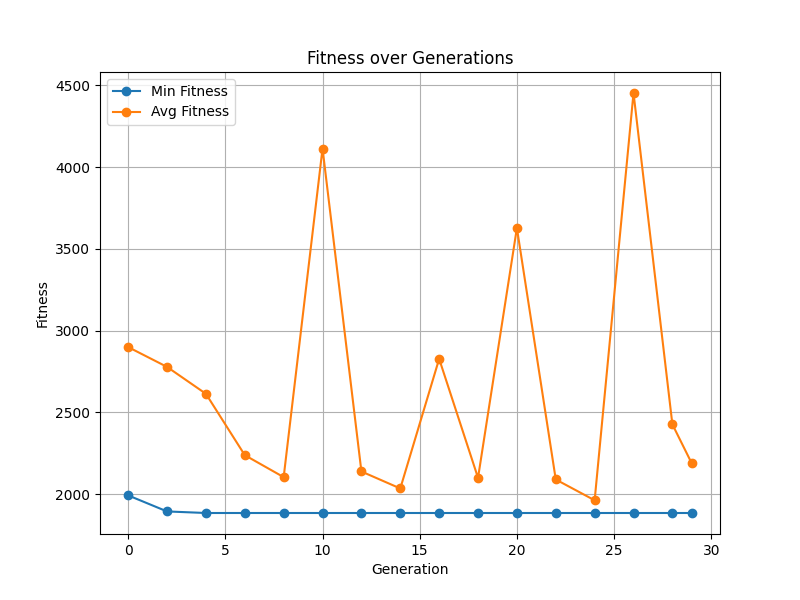 Fitness over Generations
Min Fitness
Avg Fitness
4500
4000
3500
3000
2500
2000
Fitness
0 5 10 15 20 25 30
Generation